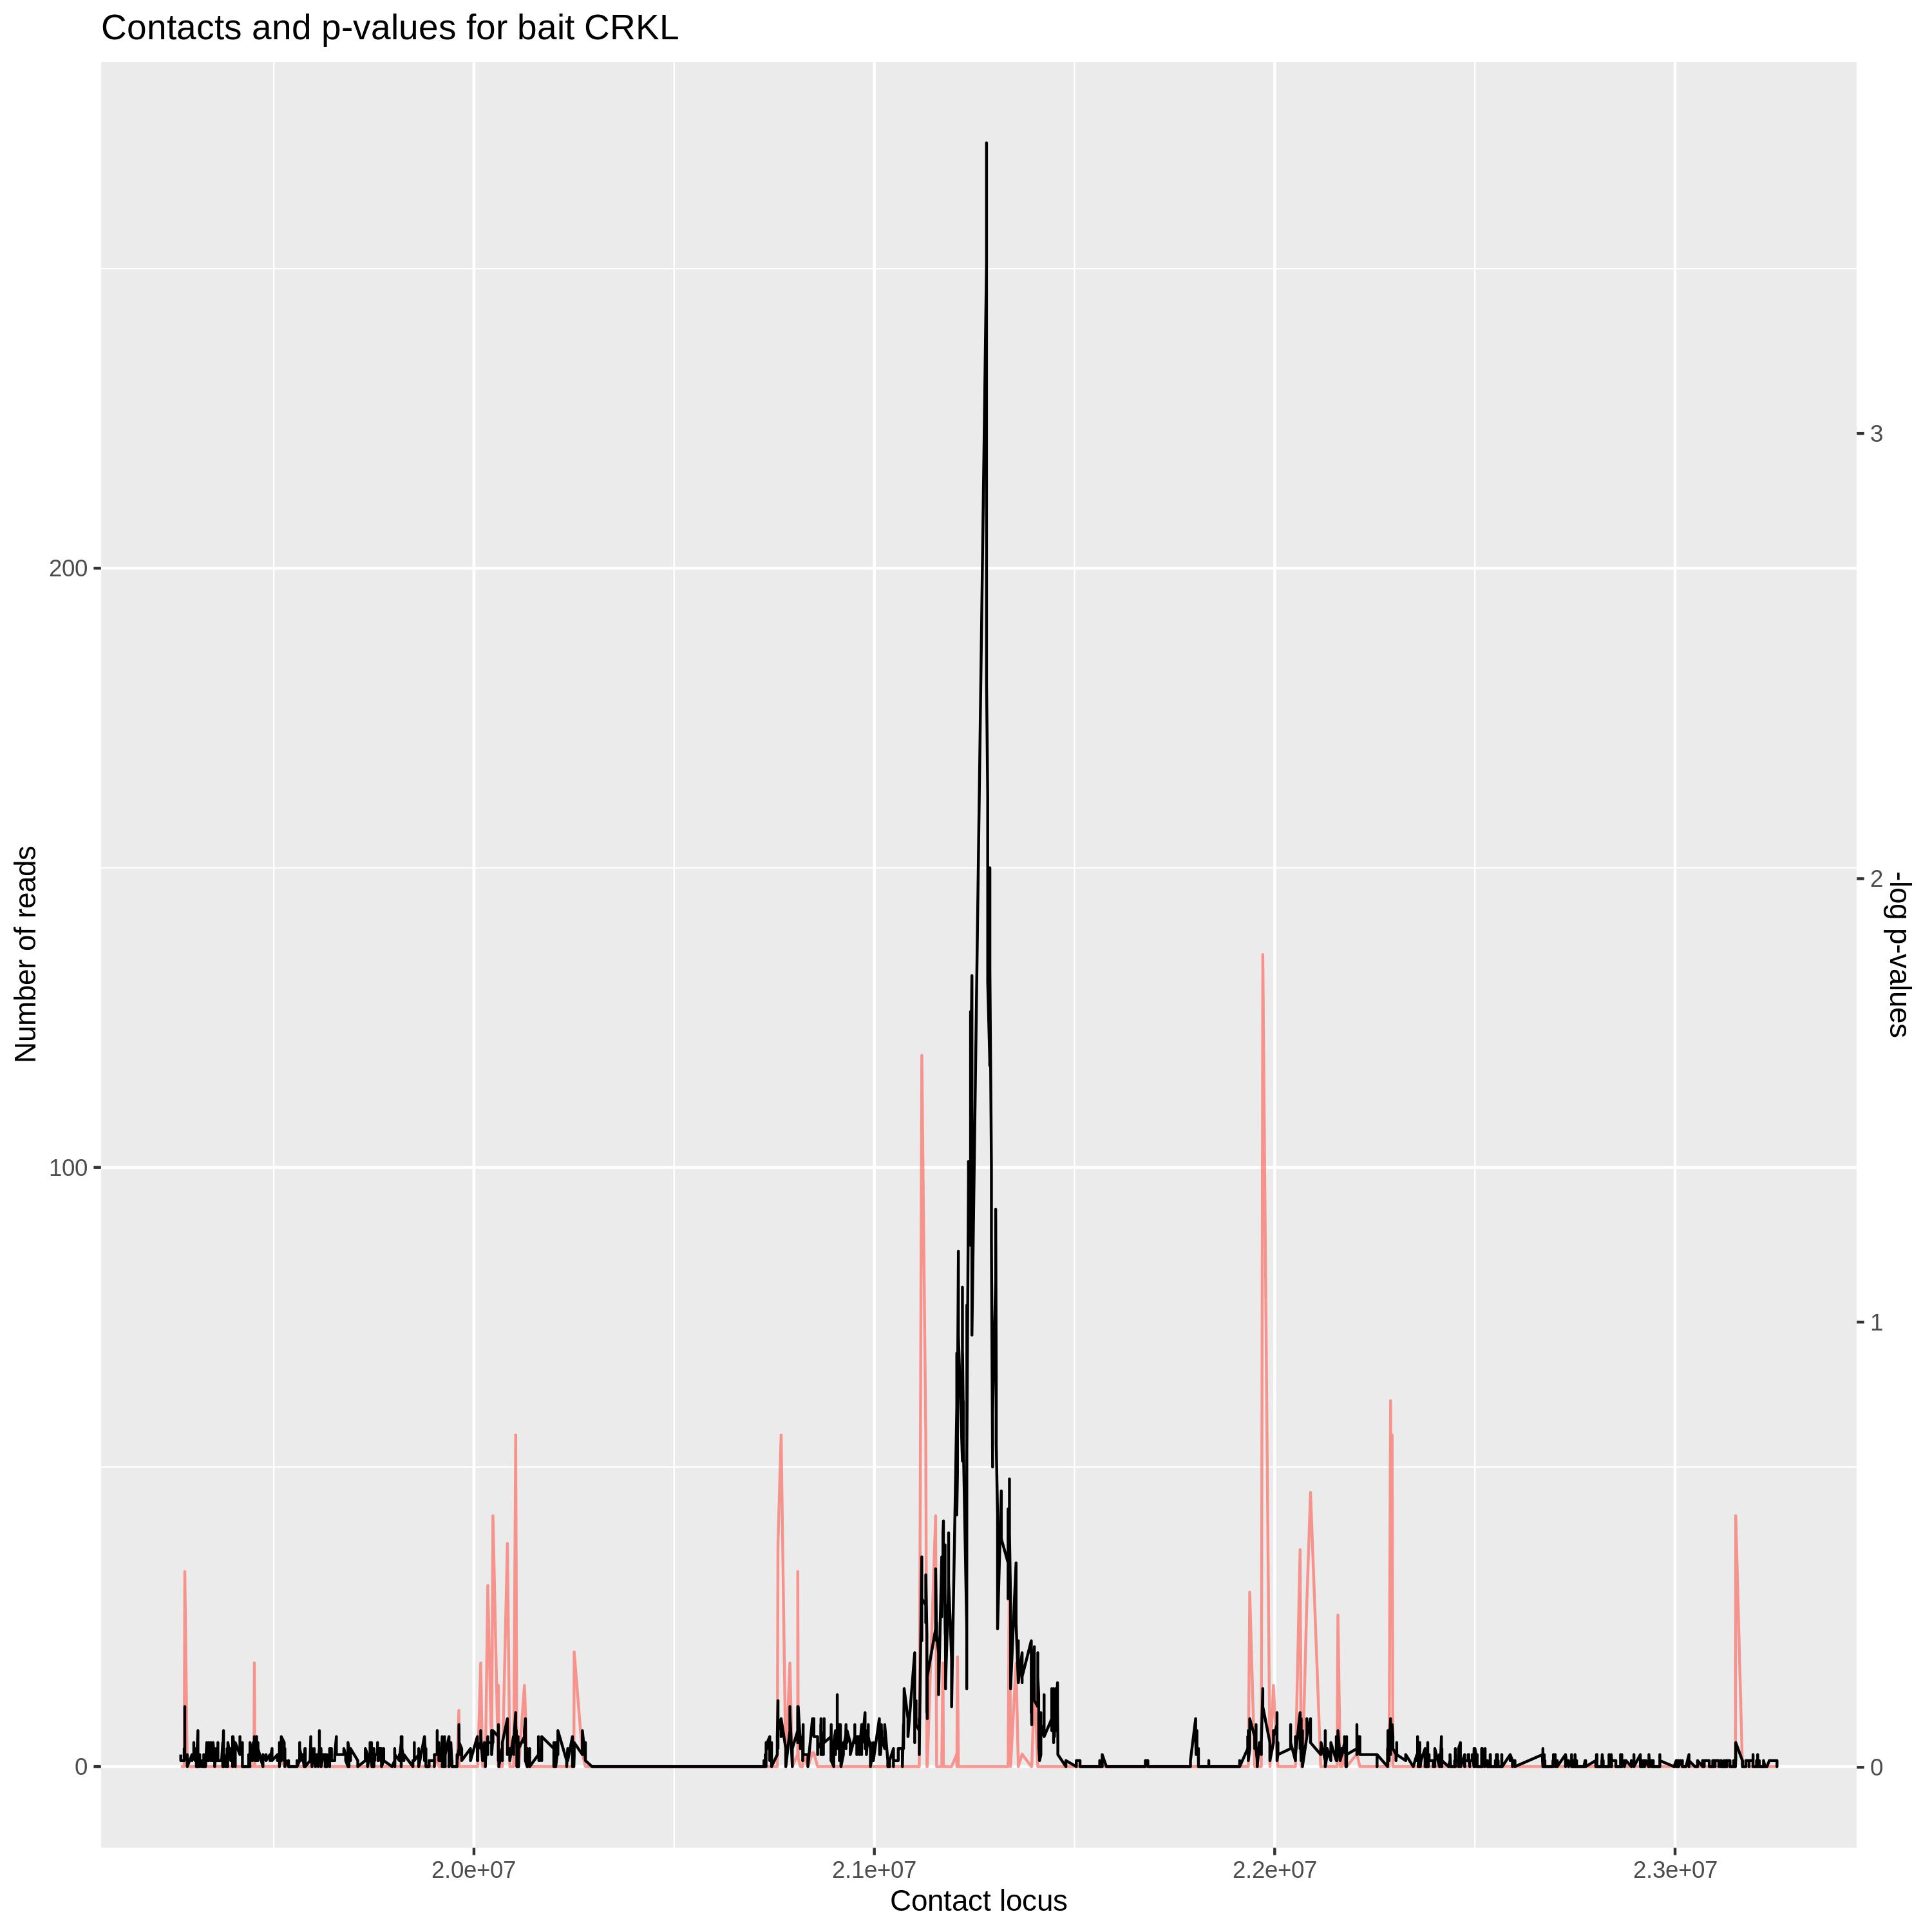 Contacts and p-values for bait CRKL
Number of reads
200
100
0
3
2
1
0
-log p-values
2.0e+07
2.1e+07
2.2e+07
2.3e+07
Contact locus